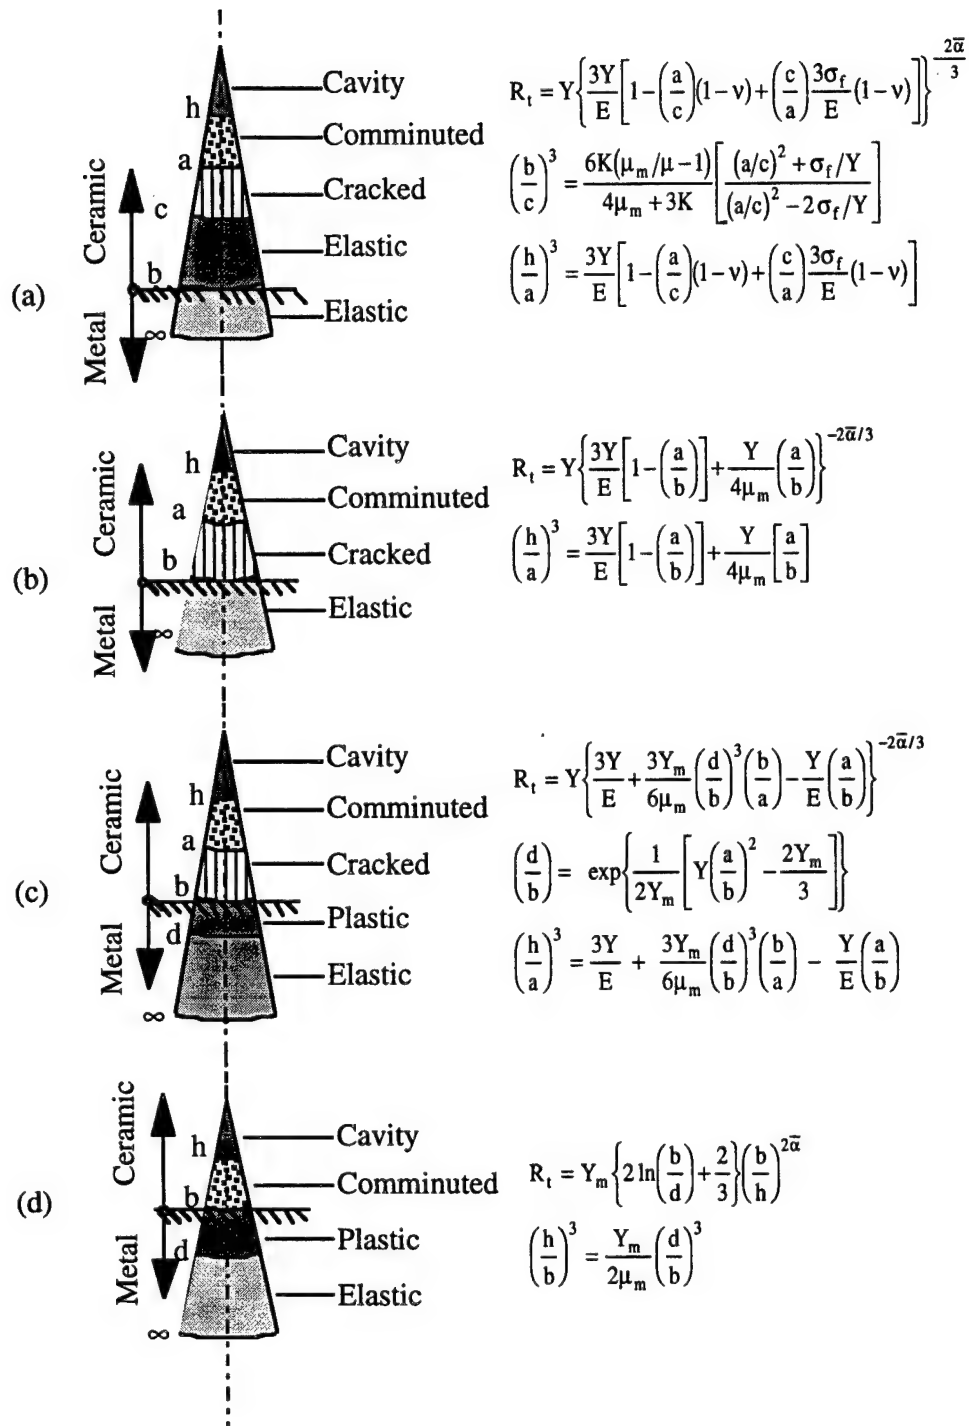 (a)
Ceramic
Metal
h
a
c
b
∞
Cavity
Comminuted
Cracked
Elastic
Elastic
R_t = Y{3Y/E[1-(a/c)(1-ν)+(c/a)3σ_f/E(1-ν)]}^-2ᾱ/3
(b/c)^3 = 6K(μ_m/μ-1)/4μ_m+3K[(a/c)^2+σ_f/Y/(a/c)^2-2σ_f/Y]
(h/a)^3 = 3Y/E[1-(a/c)(1-ν)+(c/a)3σ_f/E(1-ν)]
(b)
Ceramic
Metal
h
a
b
∞
Cavity
Comminuted
Cracked
Elastic
R_t = Y{3Y/E[1-(a/b)]+Y/4μ_m(a/b)}^-2ᾱ/3
(h/a)^3 = 3Y/E[1-(a/b)]+Y/4μ_m[a/b]
(c)
Ceramic
Metal
h
a
b
d
∞
Cavity
Comminuted
Cracked
Plastic
Elastic
R_t = Y{3Y/E+3Y_m/6μ_m(d/b)^3(b/a)-Y/E(a/b)}^-2ᾱ/3
(d/b) = exp{1/2Y_m[Y(a/b)^2-2Y_m/3]}
(h/a)^3 = 3Y/E + 3Y_m/6μ_m(d/b)^3(b/a) - Y/E(a/b)
(d)
Ceramic
Metal
h
b
d
∞
Cavity
Comminuted
Plastic
Elastic
R_t = Y_m{2ln(b/d)+2/3}(b/h)^2ᾱ
(h/b)^3 = Y_m/2μ_m(d/b)^3